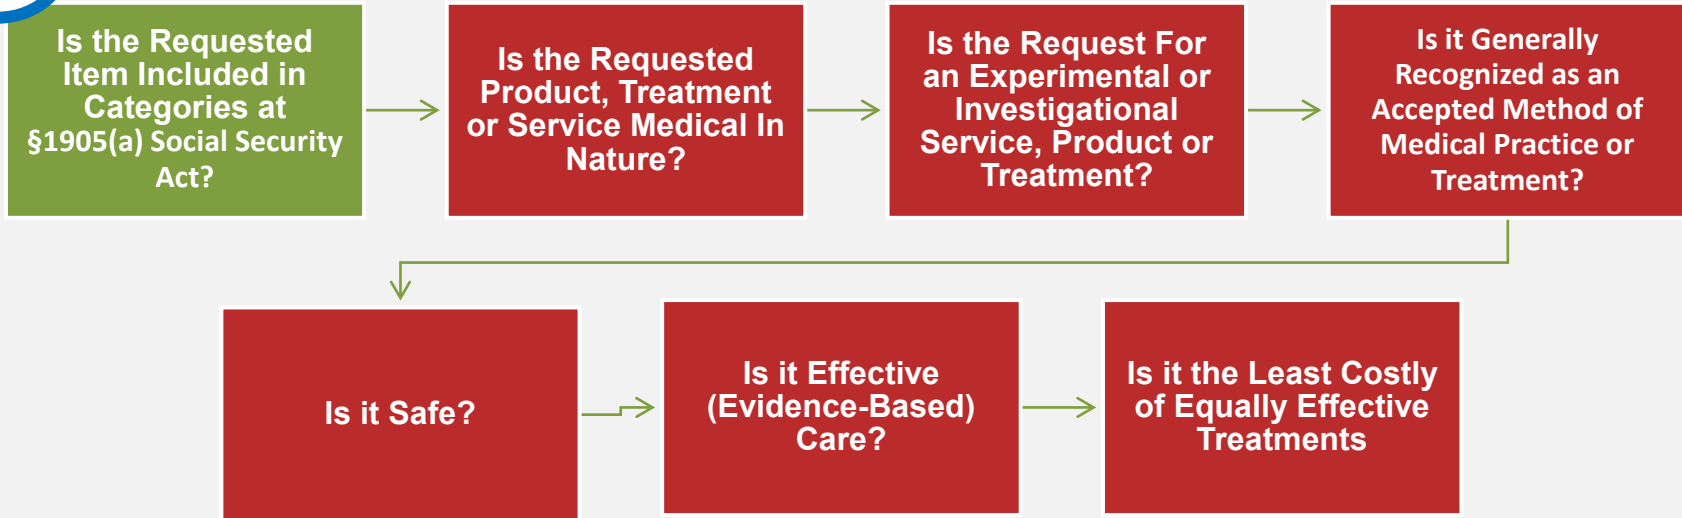 Is the Requested
Item Included in
Categories at
§1905(a) Social Security
Act?
Is the Requested
Product, Treatment
or Service Medical In
Nature?
Is the Request For
an Experimental or
Investigational
Service, Product or
Treatment?
Is it Generally
Recognized as an
Accepted Method of
Medical Practice or
Treatment?
Is it Safe?
Is it Effective
(Evidence-Based)
Care?
Is it the Least Costly
of Equally Effective
Treatments